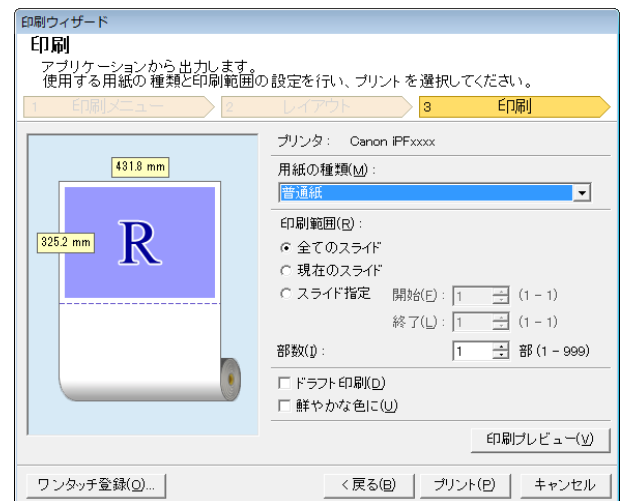 印刷ウィザード
印刷
アプリケーションから出力します。
使用する用紙の種類と印刷範囲の設定を行い、プリントを選択してください。
1 印刷メニュー 2 レイアウト 3 印刷
プリンタ： Canon iPFxxxx
431.8 mm
用紙の種類(M)：
普通紙
325.2 mm
R
印刷範囲(R)：
全てのスライド
現在のスライド
スライド指定 開始(F)： 1 (1 - 1)
終了(L)： 1 (1 - 1)
部数(I)： 1 部 (1 - 999)
ドラフト印刷(D)
鮮やかな色に(U)
印刷プレビュー(V)
ワンタッチ登録(O)... < 戻る(B) プリント(P) キャンセル